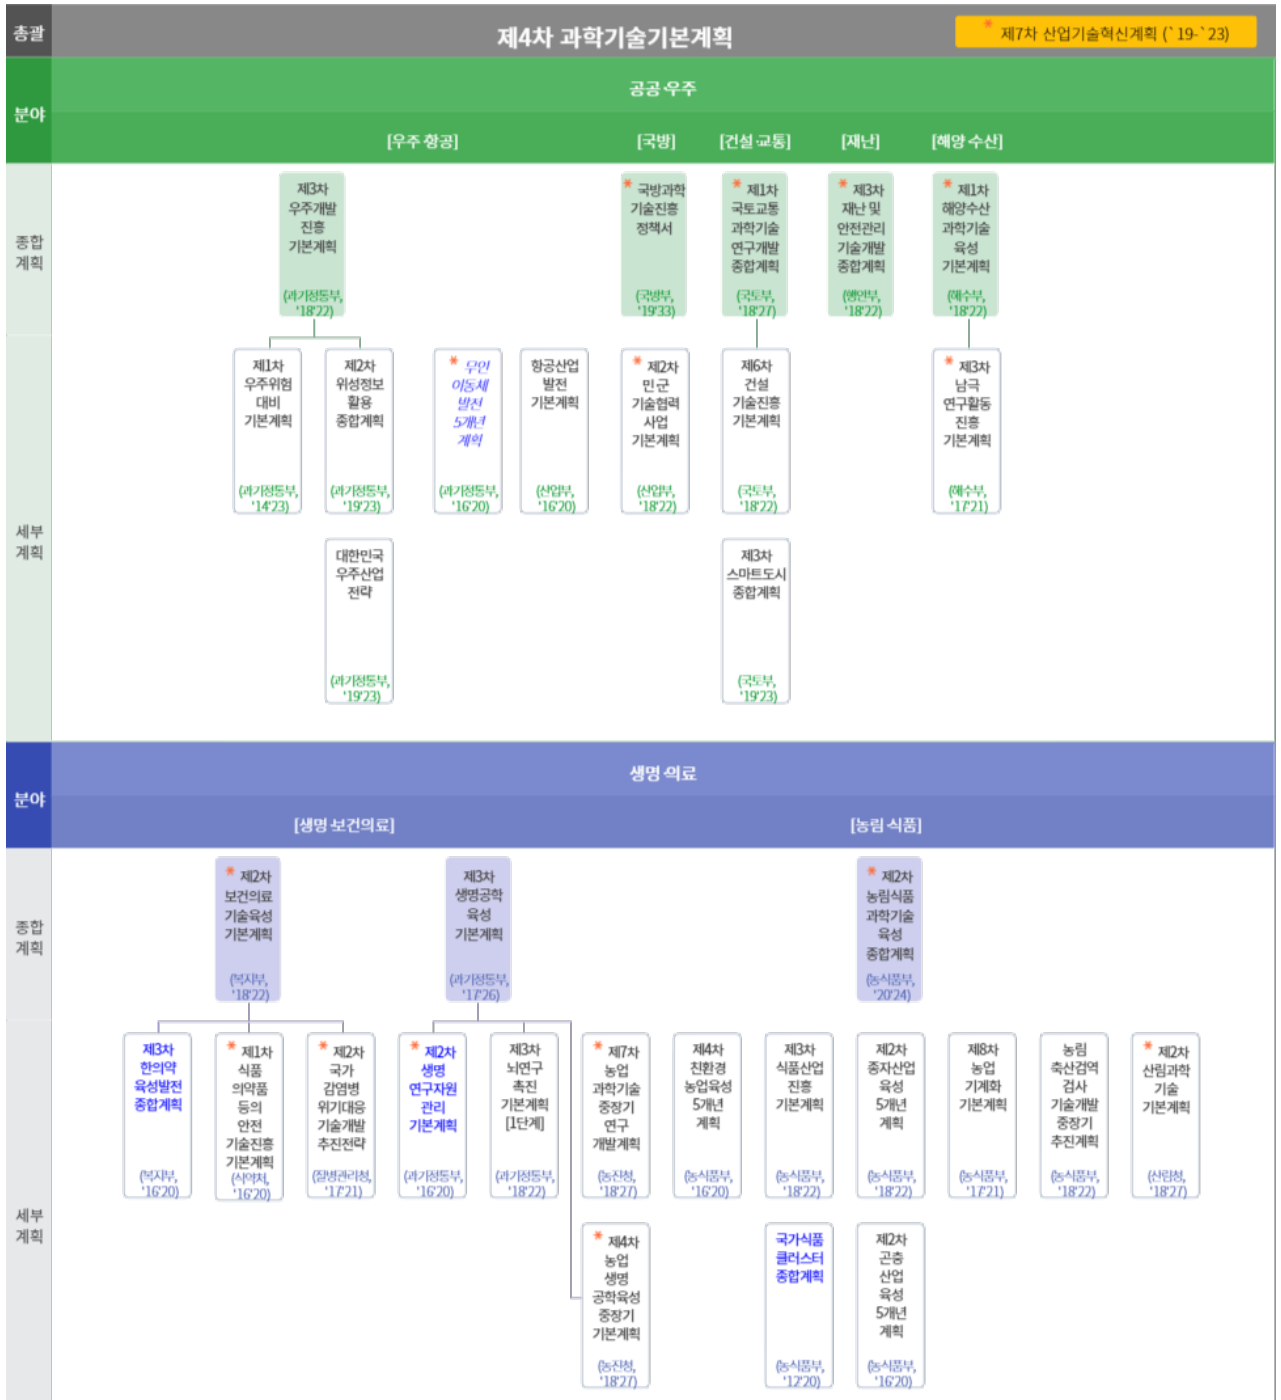 총괄
제4차 과학기술기본계획
* 제7차 산업기술혁신계획 (`19-`23)
분야
공공·우주
[우주·항공]
[국방]
[건설·교통]
[재난]
[해양·수산]
종합
계획
제3차
우주개발
진흥
기본계획
(과기정통부,
'18'22)
* 국방과학
기술진흥
정책서
(국방부,
'19'33)
* 제1차
국토교통
과학기술
연구개발
종합계획
(국토부,
'18'27)
* 제3차
재난 및
안전관리
기술개발
종합계획
(행안부,
'18'22)
* 제1차
해양수산
과학기술
육성
기본계획
(해수부,
'18'22)
세부
계획
제1차
우주위험
대비
기본계획
(과기정통부,
'14'23)
제2차
위성정보
활용
종합계획
(과기정통부,
'19'23)
* 무인
이동체
발전
5개년
계획
(과기정통부,
'16'20)
항공산업
발전
기본계획
(산업부,
'16'20)
* 제2차
민·군
기술협력
사업
기본계획
(산업부,
'18'22)
제6차
건설
기술진흥
기본계획
(국토부,
'18'22)
* 제3차
남극
연구활동
진흥
기본계획
(해수부,
'17'21)
대한민국
우주산업
전략
(과기정통부,
'19'23)
제3차
스마트도시
종합계획
(국토부,
'19'23)
분야
생명·의료
[생명·보건의료]
[농림·식품]
종합
계획
* 제2차
보건의료
기술육성
기본계획
(복지부,
'18'22)
제3차
생명공학
육성
기본계획
(과기정통부,
'17'26)
* 제2차
농림식품
과학기술
육성
종합계획
(농식품부,
'20'24)
세부
계획
제3차
한의약
육성발전
종합계획
(복지부,
'16'20)
* 제1차
식품
의약품
등의
안전
기술진흥
기본계획
(식약처,
'16'20)
* 제2차
국가
감염병
위기대응
기술개발
추진전략
(질병관리청,
'17'21)
* 제2차
생명
연구자원
관리
기본계획
(과기정통부,
'16'20)
제3차
뇌연구
촉진
기본계획
[1단계]
(과기정통부,
'18'22)
* 제7차
농업
과학기술
중장기
연구
개발계획
(농진청,
'18'27)
제4차
친환경
농업육성
5개년
계획
(농식품부,
'16'20)
제3차
식품산업
진흥
기본계획
(농식품부,
'18'22)
제2차
종자산업
육성
5개년
계획
(농식품부,
'18'22)
제8차
농업
기계화
기본계획
(농식품부,
'17'21)
농림
축산검역
검사
기술개발
중장기
추진계획
(농식품부,
'18'22)
* 제2차
산림과학
기술
기본계획
(산림청,
'18'27)
* 제4차
농업
생명
공학육성
중장기
기본계획
(농진청,
'18'27)
국가식품
클러스터
종합계획
(농식품부,
'12'20)
제2차
곤충
산업
육성
5개년
계획
(농식품부,
'16'20)